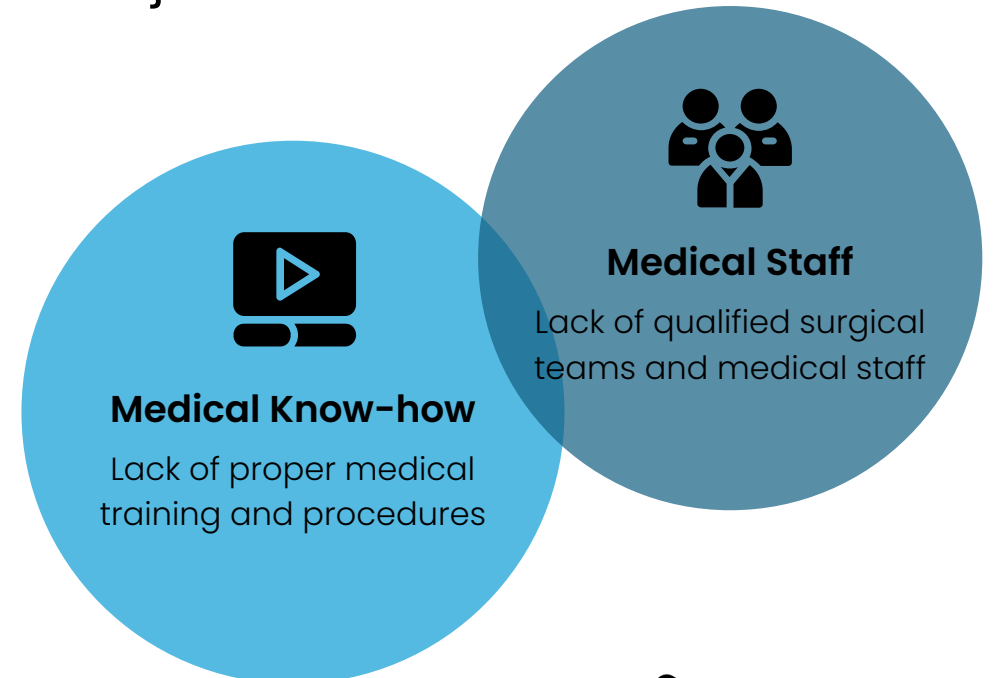 Medical Staff
Lack of qualified surgical
teams and medical staff
Medical Know-how
Lack of proper medical
training and procedures